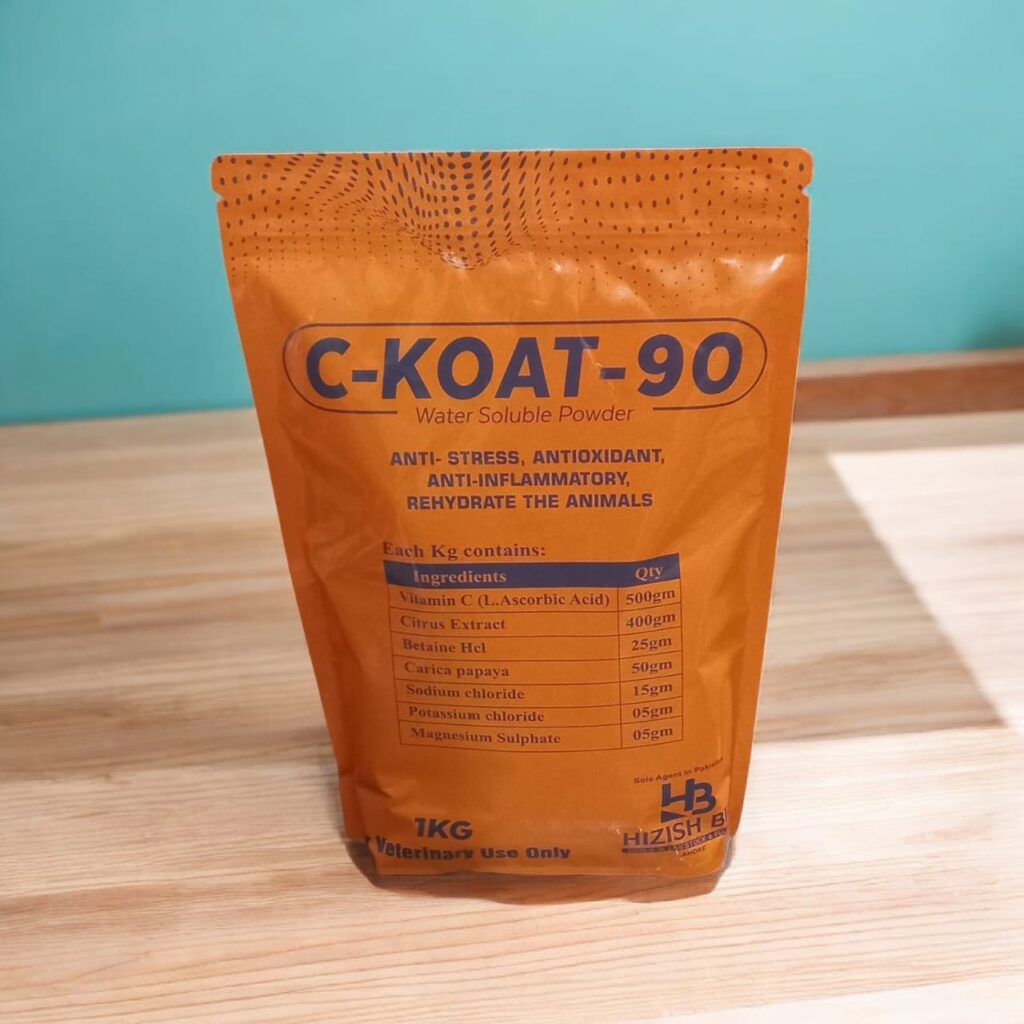 C-KOAT-90
Water Soluble Powder
ANTI- STRESS, ANTIOXIDANT,
ANTI-INFLAMMATORY,
REHYDRATE THE ANIMALS
Each Kg contains:
Ingredients Qty
Vitamin C (L.Ascorbic Acid) 500gm
Citrus Extract 400gm
Betaine Hcl 25gm
Carica papaya 50gm
Sodium chloride 15gm
Potassium chloride 05gm
Magnesium Sulphate 05gm
Sole Agent in Pakistan
HB
HIZISH
LAHORE
1KG
Veterinary Use Only